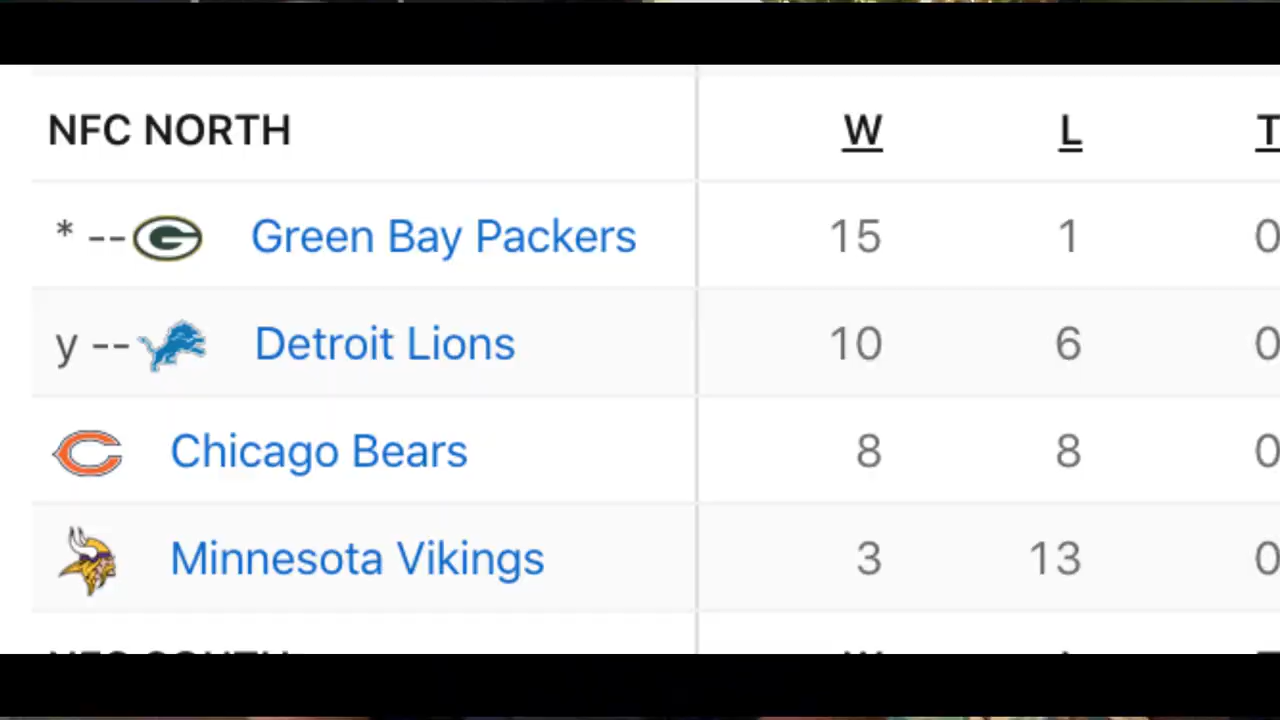 NFC NORTH W L T
* -- Green Bay Packers 15 1 0
y -- Detroit Lions 10 6 0
Chicago Bears 8 8 0
Minnesota Vikings 3 13 0